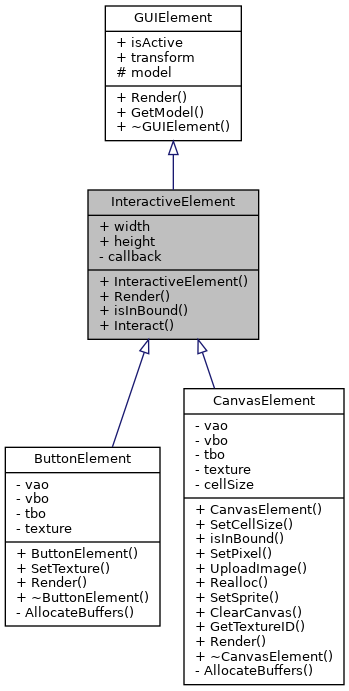 GUIElement
+ isActive
+ transform
# model
+ Render()
+ GetModel()
+ ~GUIElement()
InteractiveElement
+ width
+ height
- callback
+ InteractiveElement()
+ Render()
+ isInBound()
+ Interact()
ButtonElement
- vao
- vbo
- tbo
- texture
+ ButtonElement()
+ SetTexture()
+ Render()
+ ~ButtonElement()
- AllocateBuffers()
CanvasElement
- vao
- vbo
- tbo
- texture
- cellSize
+ CanvasElement()
+ SetCellSize()
+ isInBound()
+ SetPixel()
+ UploadImage()
+ Realloc()
+ SetSprite()
+ ClearCanvas()
+ GetTextureID()
+ Render()
+ ~CanvasElement()
- AllocateBuffers()